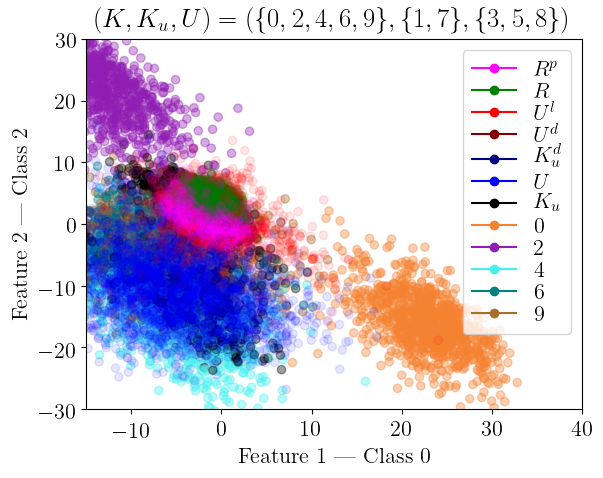 (K, K_u, U) = ({0, 2, 4, 6, 9}, {1, 7}, {3, 5, 8})
30
20
10
0
−10
−20
−30
Feature 2 — Class 2
R^p
R
U^l
U^d
K_u^d
U
K_u
0
2
4
6
9
−10
0
10
20
30
40
Feature 1 — Class 0